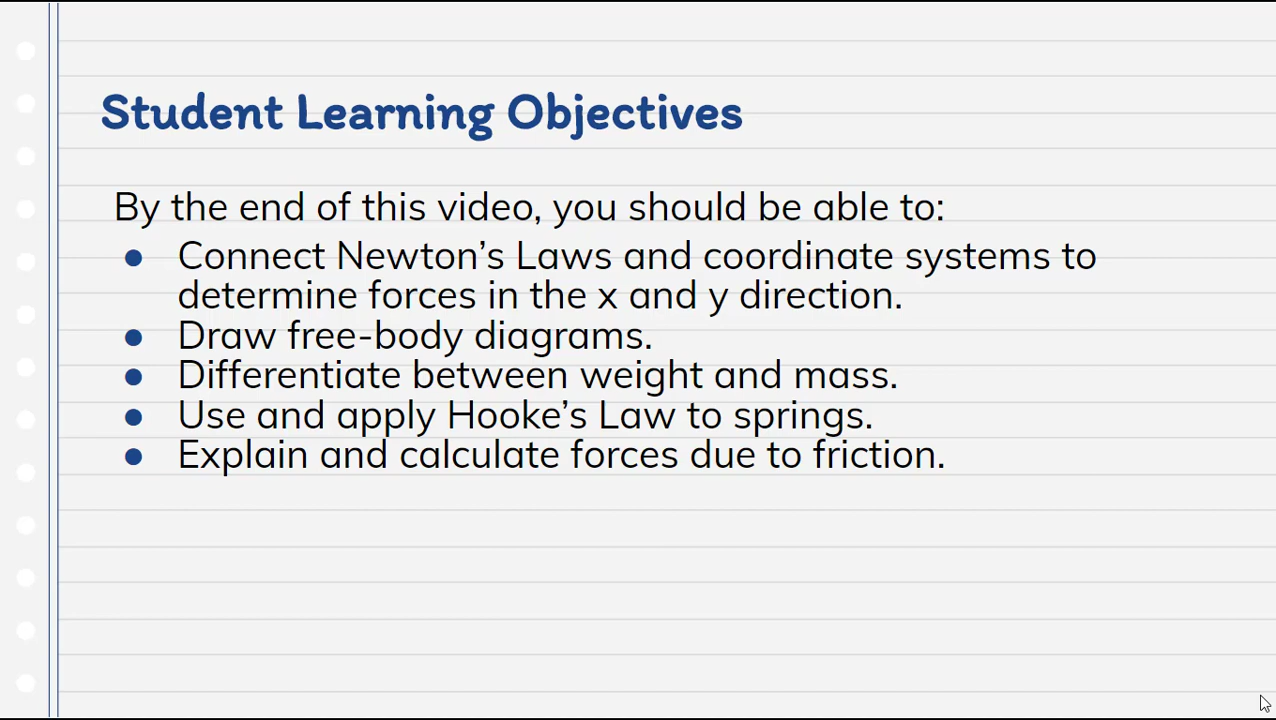 Student Learning Objectives
By the end of this video, you should be able to:
● Connect Newton’s Laws and coordinate systems to
determine forces in the x and y direction.
● Draw free-body diagrams.
● Differentiate between weight and mass.
● Use and apply Hooke’s Law to springs.
● Explain and calculate forces due to friction.